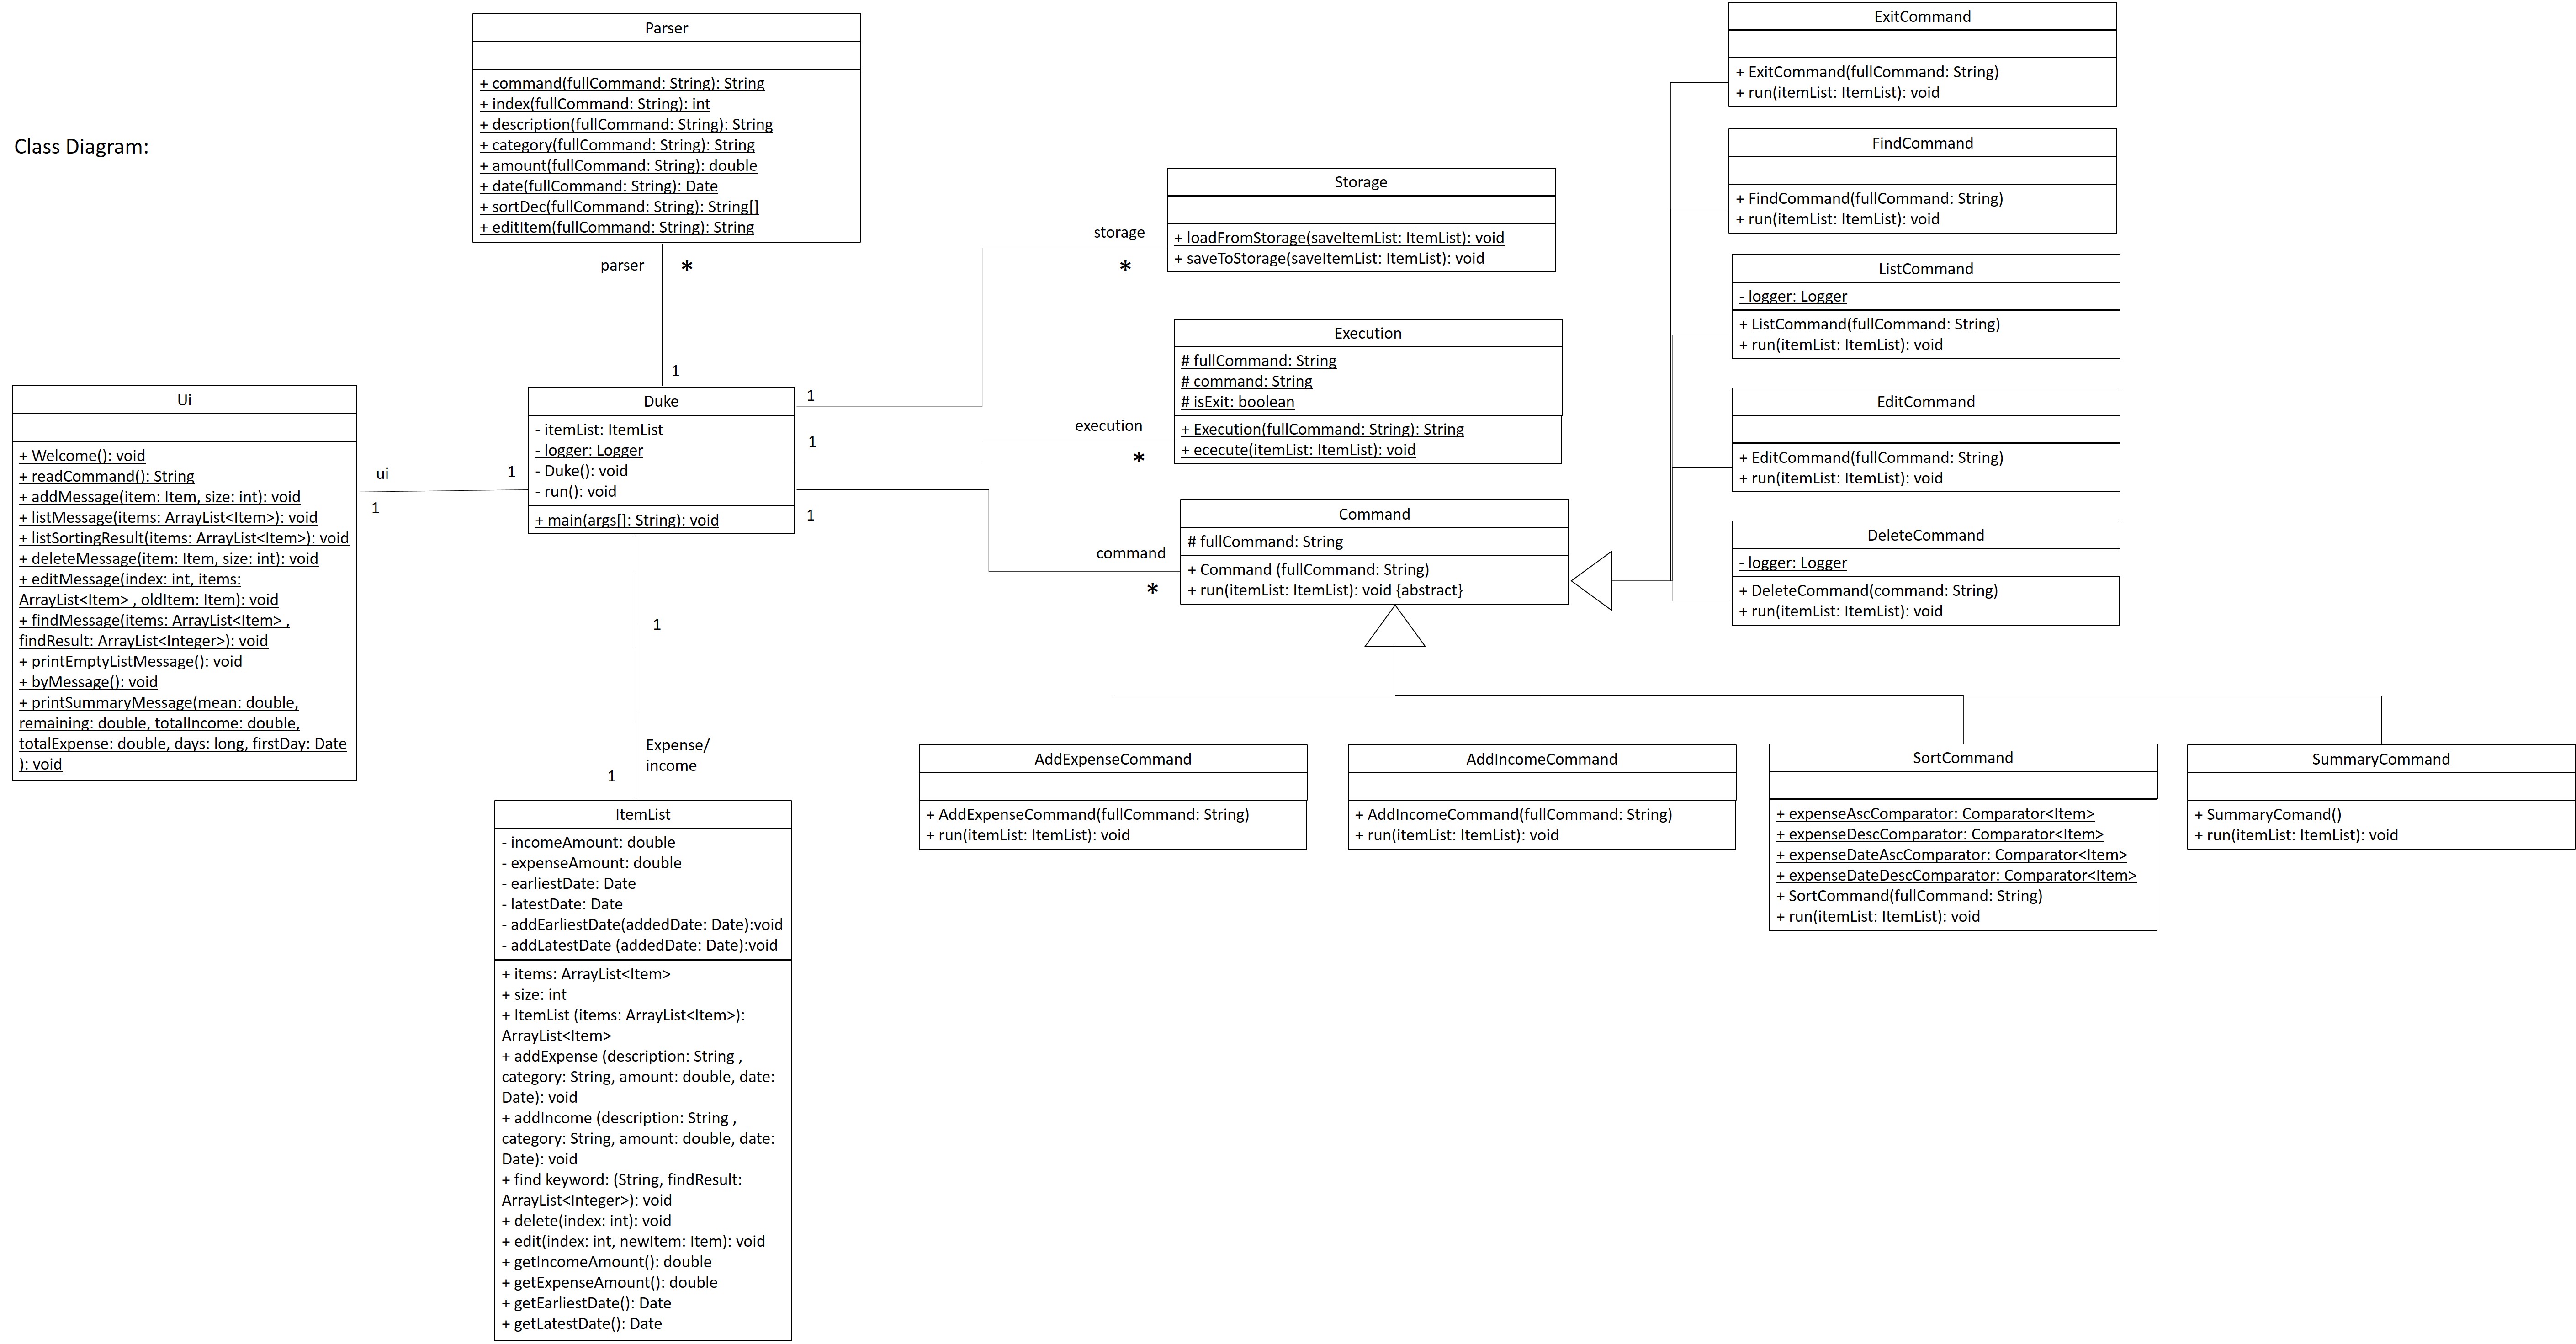 Class Diagram:
Parser
+ command(fullCommand: String): String
+ index(fullCommand: String): int
+ description(fullCommand: String): String
+ category(fullCommand: String): String
+ amount(fullCommand: String): double
+ date(fullCommand: String): Date
+ sortDec(fullCommand: String): String[]
+ editItem(fullCommand: String): String
parser
*
1
Ui
+ Welcome(): void
+ readCommand(): String
+ addMessage(item: Item, size: int): void
+ listMessage(items: ArrayList<Item>): void
+ listSortingResult(items: ArrayList<Item>): void
+ deleteMessage(item: Item, size: int): void
+ editMessage(index: int, items:
ArrayList<Item> , oldItem: Item): void
+ findMessage(items: ArrayList<Item> ,
findResult: ArrayList<Integer>): void
+ printEmptyListMessage(): void
+ byMessage(): void
+ printSummaryMessage(mean: double,
remaining: double, totalIncome: double,
totalExpense: double, days: long, firstDay: Date
): void
ui
1
1
Duke
- itemList: ItemList
- logger: Logger
- Duke(): void
- run(): void
+ main(args[]: String): void
1
1
1
storage
*
Storage
+ loadFromStorage(saveItemList: ItemList): void
+ saveToStorage(saveItemList: ItemList): void
execution
*
Execution
# fullCommand: String
# command: String
# isExit: boolean
+ Execution(fullCommand: String): String
+ ececute(itemList: ItemList): void
command
*
Command
# fullCommand: String
+ Command (fullCommand: String)
+ run(itemList: ItemList): void {abstract}
ExitCommand
+ ExitCommand(fullCommand: String)
+ run(itemList: ItemList): void
FindCommand
+ FindCommand(fullCommand: String)
+ run(itemList: ItemList): void
ListCommand
- logger: Logger
+ ListCommand(fullCommand: String)
+ run(itemList: ItemList): void
EditCommand
+ EditCommand(fullCommand: String)
+ run(itemList: ItemList): void
DeleteCommand
- logger: Logger
+ DeleteCommand(command: String)
+ run(itemList: ItemList): void
1
Expense/
income
1
ItemList
- incomeAmount: double
- expenseAmount: double
- earliestDate: Date
- latestDate: Date
- addEarliestDate(addedDate: Date):void
- addLatestDate (addedDate: Date):void
+ items: ArrayList<Item>
+ size: int
+ ItemList (items: ArrayList<Item>):
ArrayList<Item>
+ addExpense (description: String ,
category: String, amount: double, date:
Date): void
+ addIncome (description: String ,
category: String, amount: double, date:
Date): void
+ find keyword: (String, findResult:
ArrayList<Integer>): void
+ delete(index: int): void
+ edit(index: int, newItem: Item): void
+ getIncomeAmount(): double
+ getExpenseAmount(): double
+ getEarliestDate(): Date
+ getLatestDate(): Date
AddExpenseCommand
+ AddExpenseCommand(fullCommand: String)
+ run(itemList: ItemList): void
AddIncomeCommand
+ AddIncomeCommand(fullCommand: String)
+ run(itemList: ItemList): void
SortCommand
+ expenseAscComparator: Comparator<Item>
+ expenseDescComparator: Comparator<Item>
+ expenseDateAscComparator: Comparator<Item>
+ expenseDateDescComparator: Comparator<Item>
+ SortCommand(fullCommand: String)
+ run(itemList: ItemList): void
SummaryCommand
+ SummaryComand()
+ run(itemList: ItemList): void